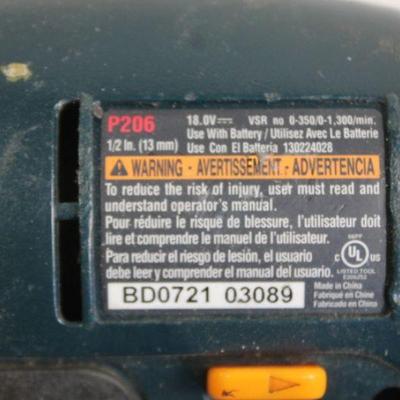 P206 18.0V⎓ VSR no 0-350/0-1,300/min.
1/2 In. (13 mm) Use With Battery / Utilisez Avec Le Batterie
Use Con El Batteria 130224028
WARNING - AVERTISSEMENT - ADVERTENCIA
To reduce the risk of injury, user must read and
understand operator's manual.
Pour réduire le risque de blessure, l'utilisateur doit
lire et comprendre le manuel de l'utilisateur.
Para reducir el riesgo de lesión, el usuario
debe leer y comprender el manual del usuario.
UL
LISTED TOOL
Made in China
Fabriqué en Chine
Fabricado en China
BD0721 03089